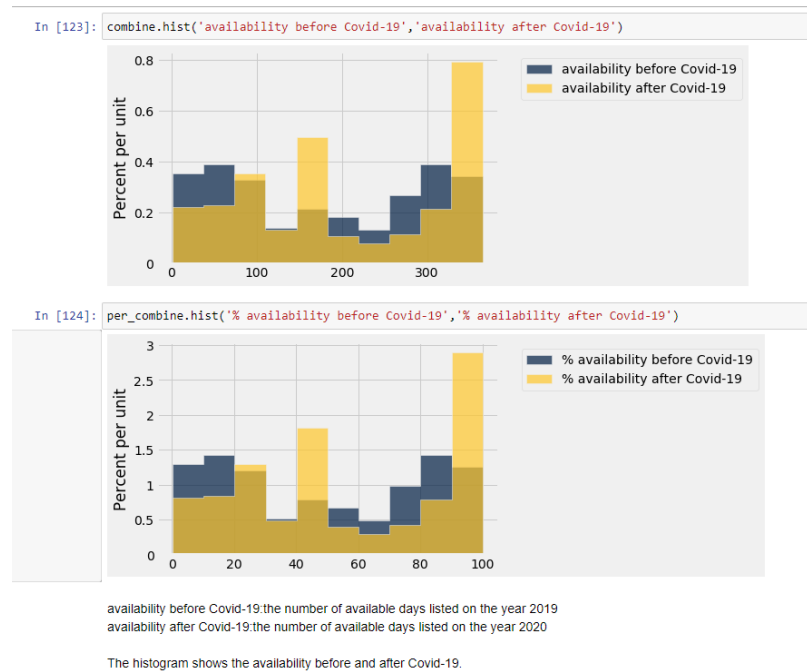 In [123]: combine.hist('availability before Covid-19','availability after Covid-19')
availability before Covid-19
availability after Covid-19
Percent per unit
0.8
0.6
0.4
0.2
0
0 100 200 300
In [124]: per_combine.hist('% availability before Covid-19','% availability after Covid-19')
% availability before Covid-19
% availability after Covid-19
Percent per unit
3
2.5
2
1.5
1
0.5
0
0 20 40 60 80 100
availability before Covid-19:the number of available days listed on the year 2019
availability after Covid-19:the number of available days listed on the year 2020
The histogram shows the availability before and after Covid-19.